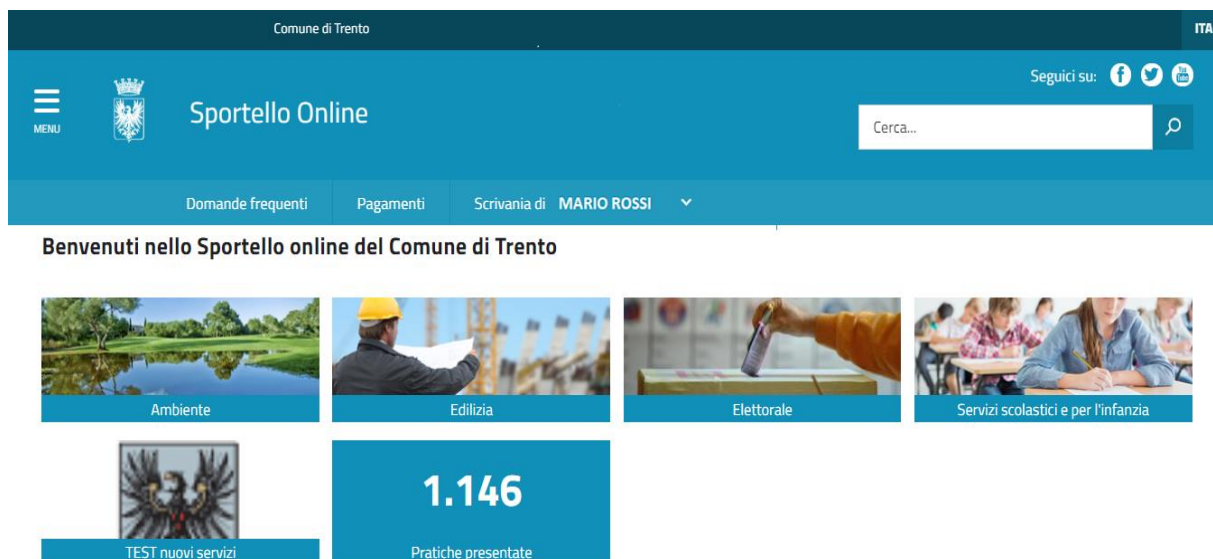 Comune di Trento
ITA
Seguici su:
MENU
Sportello Online
Cerca...
Domande frequenti
Pagamenti
Scrivania di MARIO ROSSI
Benvenuti nello Sportello online del Comune di Trento
Ambiente
Edilizia
Elettorale
Servizi scolastici e per l'infanzia
1.146
TEST nuovi servizi
Pratiche presentate